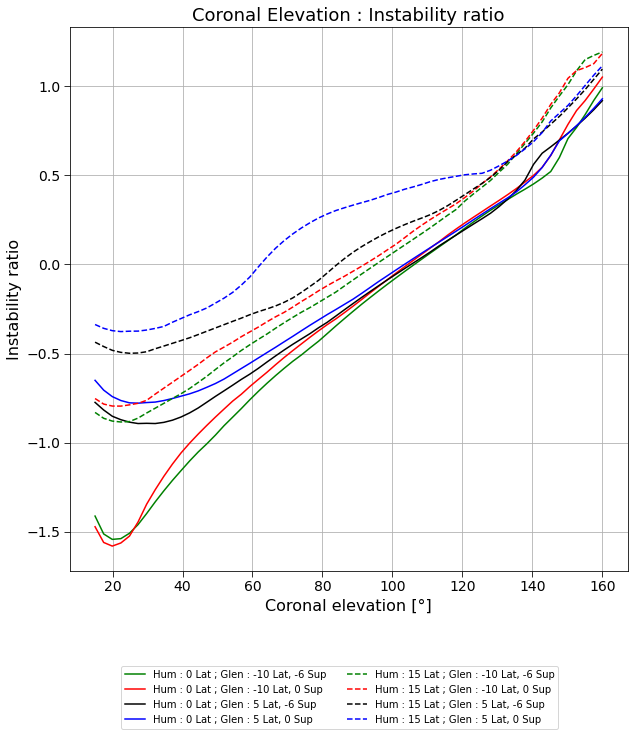 Coronal Elevation : Instability ratio
Instability ratio
1.0
0.5
0.0
−0.5
−1.0
−1.5
20 40 60 80 100 120 140 160
Coronal elevation [°]
Hum : 0 Lat ; Glen : -10 Lat, -6 Sup
Hum : 0 Lat ; Glen : -10 Lat, 0 Sup
Hum : 0 Lat ; Glen : 5 Lat, -6 Sup
Hum : 0 Lat ; Glen : 5 Lat, 0 Sup
Hum : 15 Lat ; Glen : -10 Lat, -6 Sup
Hum : 15 Lat ; Glen : -10 Lat, 0 Sup
Hum : 15 Lat ; Glen : 5 Lat, -6 Sup
Hum : 15 Lat ; Glen : 5 Lat, 0 Sup